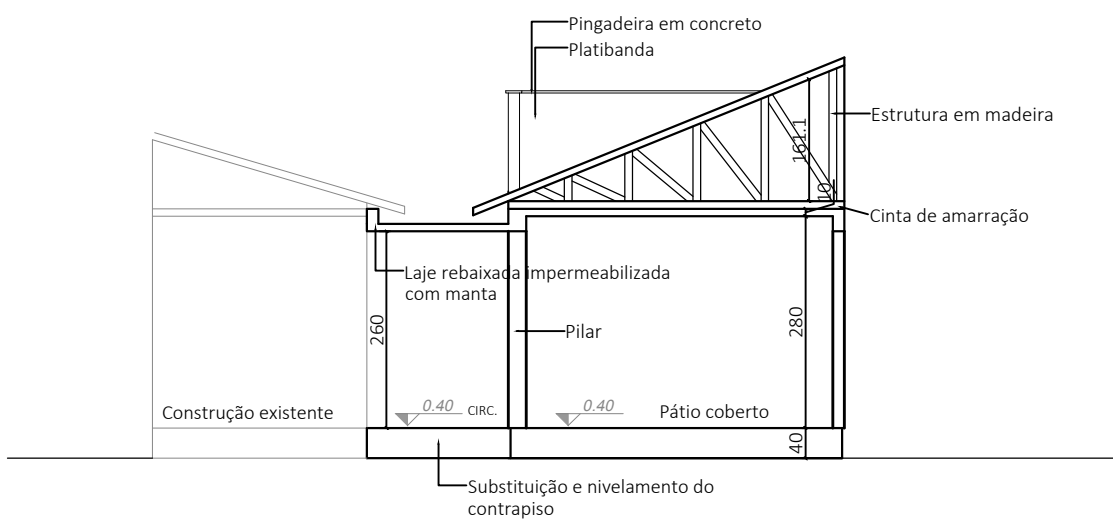 Pingadeira em concreto
Platibanda
Estrutura em madeira
161.1
10
Cinta de amarração
Laje rebaixada impermeabilizada
com manta
260
Pilar
280
Construção existente
0.40
CIRC.
0.40
Pátio coberto
40
Substituição e nivelamento do
contrapiso